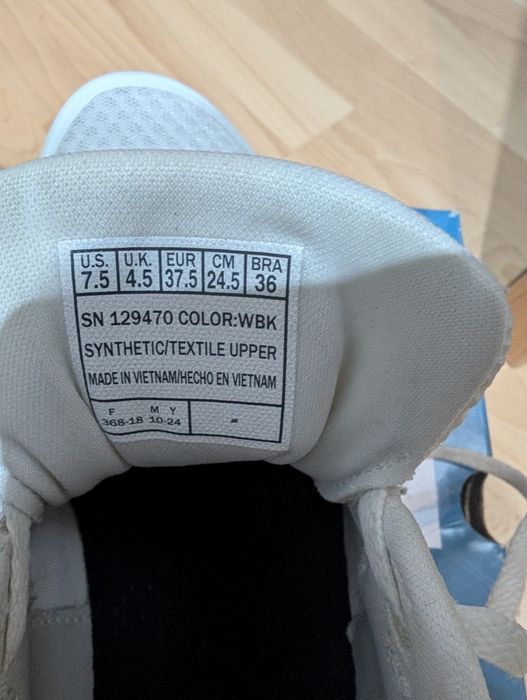 U.S. U.K. EUR CM BRA
7.5 4.5 37.5 24.5 36
SN 129470 COLOR:WBK
SYNTHETIC/TEXTILE UPPER
MADE IN VIETNAM/HECHO EN VIETNAM
F M Y
368-18 10-24